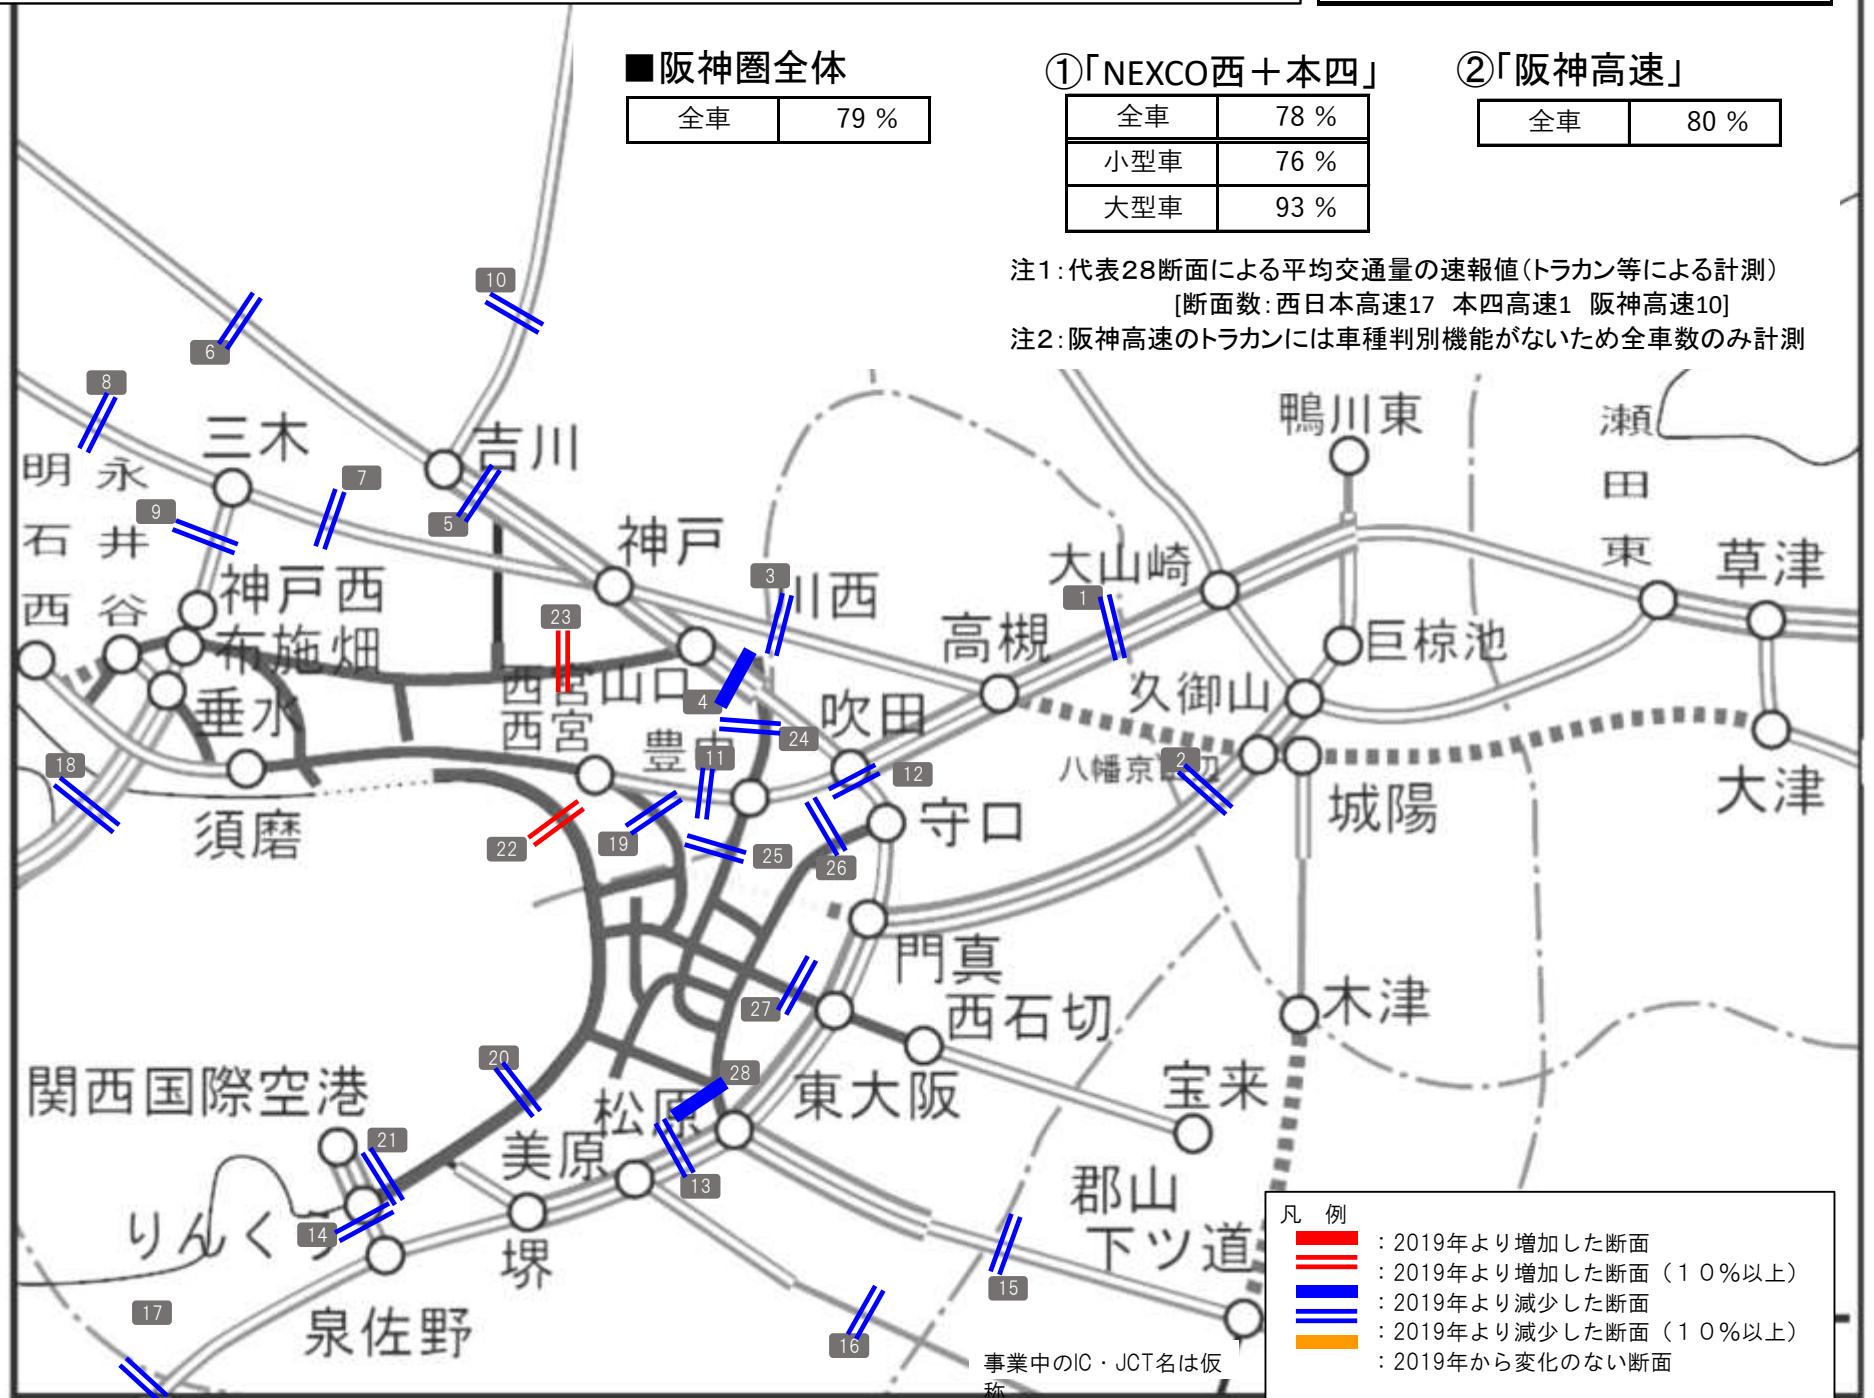 ■阪神圏全体
全車 79 %
①「NEXCO西＋本四」
全車 78 %
小型車 76 %
大型車 93 %
②「阪神高速」
全車 80 %
注1：代表28断面による平均交通量の速報値（トラカン等による計測）
[断面数：西日本高速17 本四高速1 阪神高速10]
注2：阪神高速のトラカンには車種判別機能がないため全車数のみ計測
10
6
8
三木
吉川
鴨川東
瀬田東
明石西
永井谷
7
9
5
神戸
3
川西
大山崎
1
草津
神戸西
布施畑
23
高槻
巨椋池
西宮山口
4
久御山
垂水
西宮
24
吹田
豊中
11
12
八幡京田辺
2
18
須磨
22
19
25
26
守口
城陽
大津
門真
27
西石切
木津
20
28
関西国際空港
松原
東大阪
宝来
21
美原
13
郡山下ツ道
りんくう
14
堺
15
17
泉佐野
16
事業中のIC・JCT名は仮
称
凡 例
：2019年より増加した断面
：2019年より増加した断面（１０％以上）
：2019年より減少した断面
：2019年より減少した断面（１０％以上）
：2019年から変化のない断面